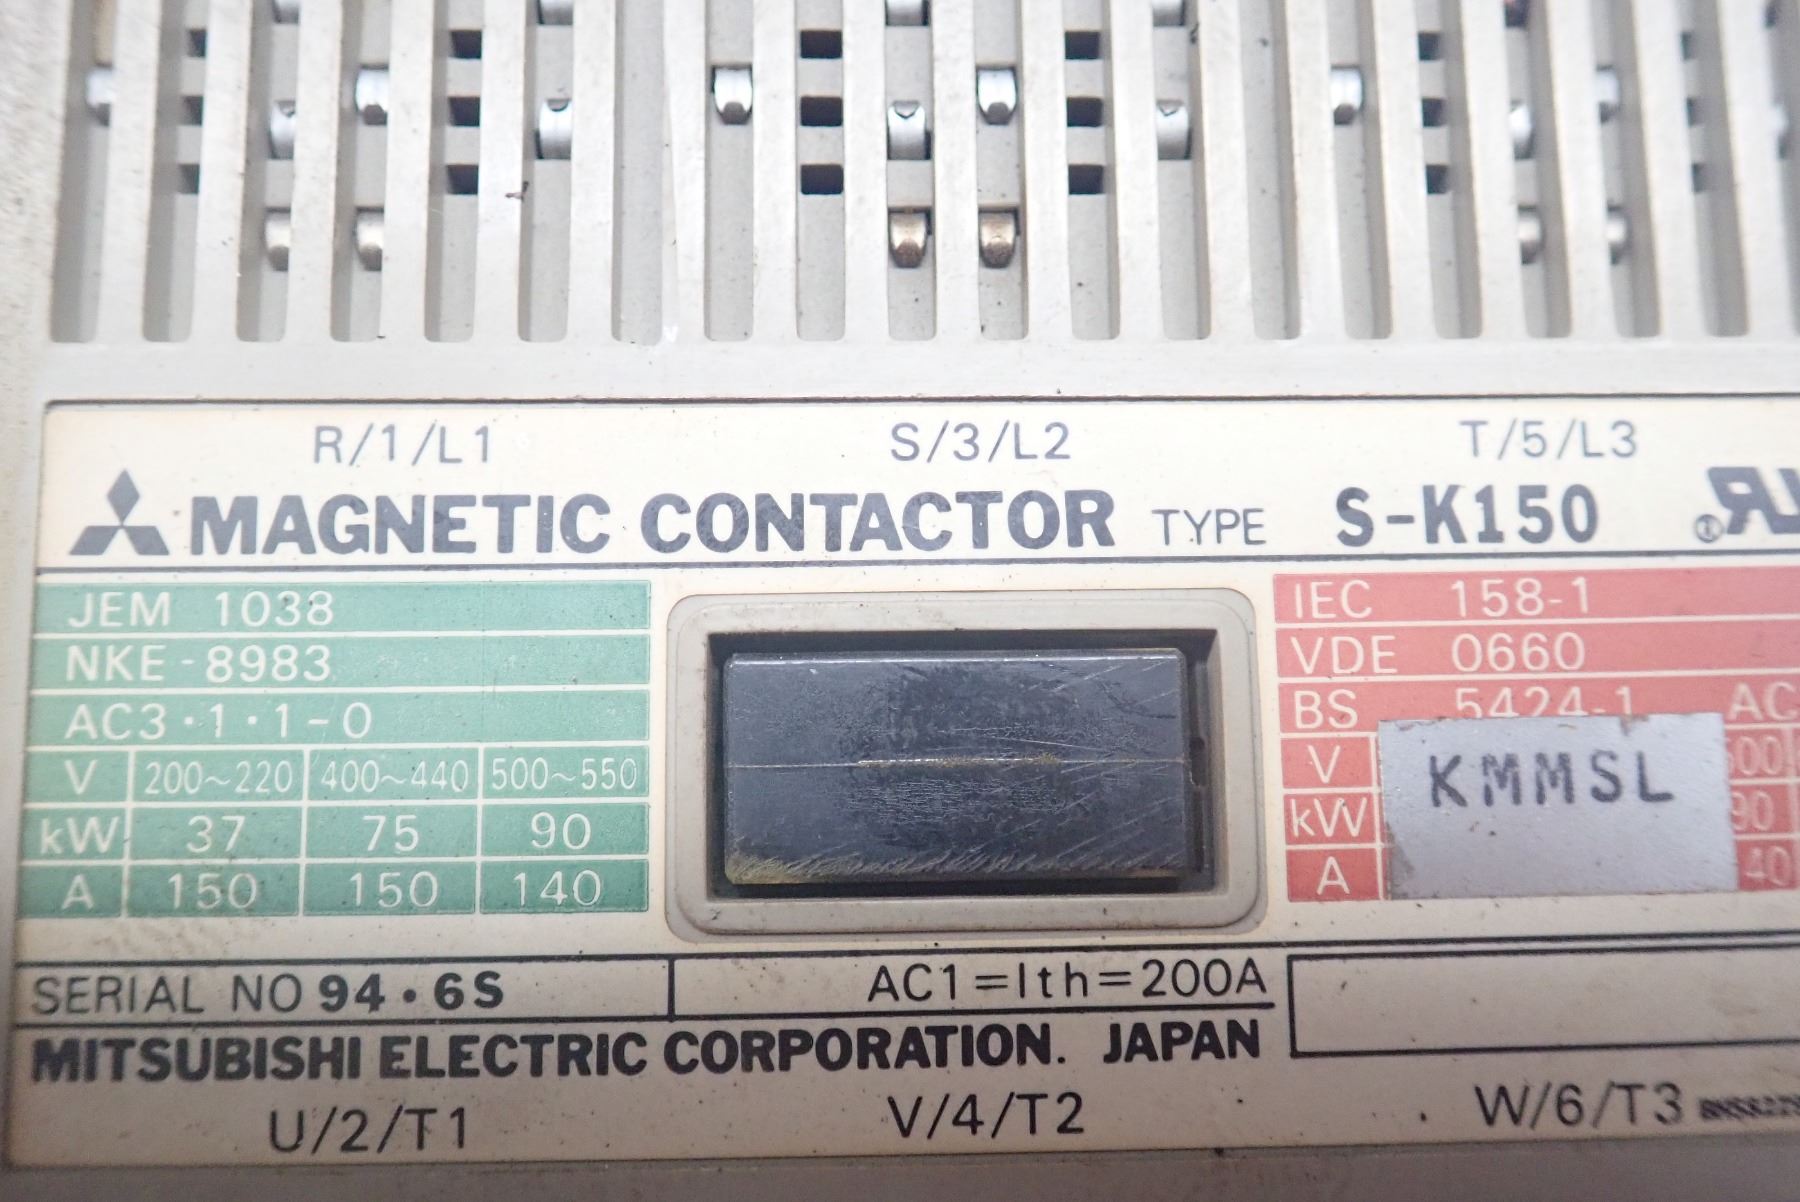 R/1/L1 S/3/L2 T/5/L3
MAGNETIC CONTACTOR TYPE S-K150
JEM 1038
NKE-8983
AC3・1・1-0
V 200~220 400~440 500~550
kW 37 75 90
A 150 150 140
IEC 158-1
VDE 0660
BS 5424-1 AC
V
kW 90
A 40
KMMSL
SERIAL NO 94・6S
AC1=Ith=200A
MITSUBISHI ELECTRIC CORPORATION. JAPAN
U/2/T1 V/4/T2 W/6/T3